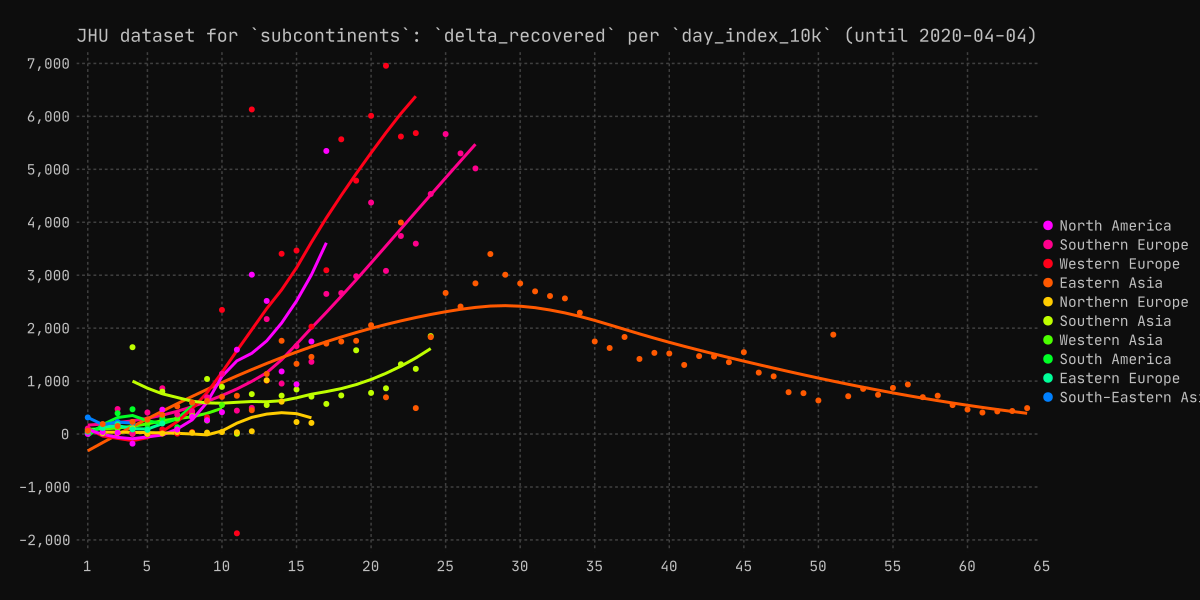 JHU dataset for `subcontinents`: `delta_recovered` per `day_index_10k` (until 2020-04-04)
7,000
6,000
5,000
4,000
3,000
2,000
1,000
0
-1,000
-2,000
1 5 10 15 20 25 30 35 40 45 50 55 60 65
North America
Southern Europe
Western Europe
Eastern Asia
Northern Europe
Southern Asia
Western Asia
South America
Eastern Europe
South-Eastern Asi